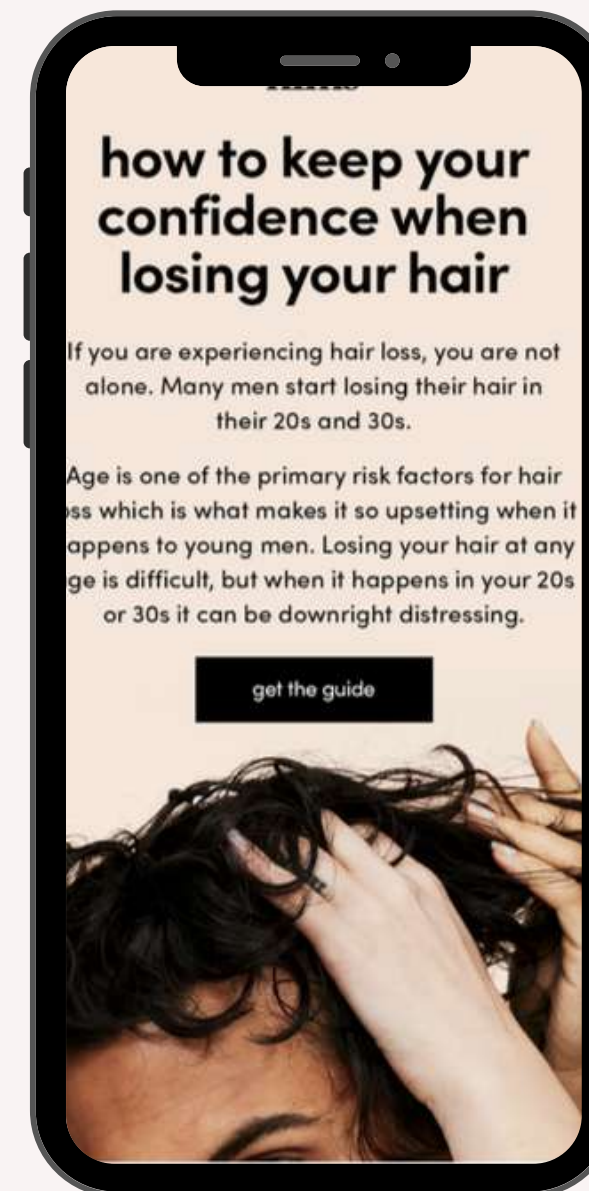 how to keep your
confidence when
losing your hair
If you are experiencing hair loss, you are not
alone. Many men start losing their hair in
their 20s and 30s.
Age is one of the primary risk factors for hair
ss which is what makes it so upsetting when it
appens to young men. Losing your hair at any
ge is difficult, but when it happens in your 20s
or 30s it can be downright distressing.
get the guide